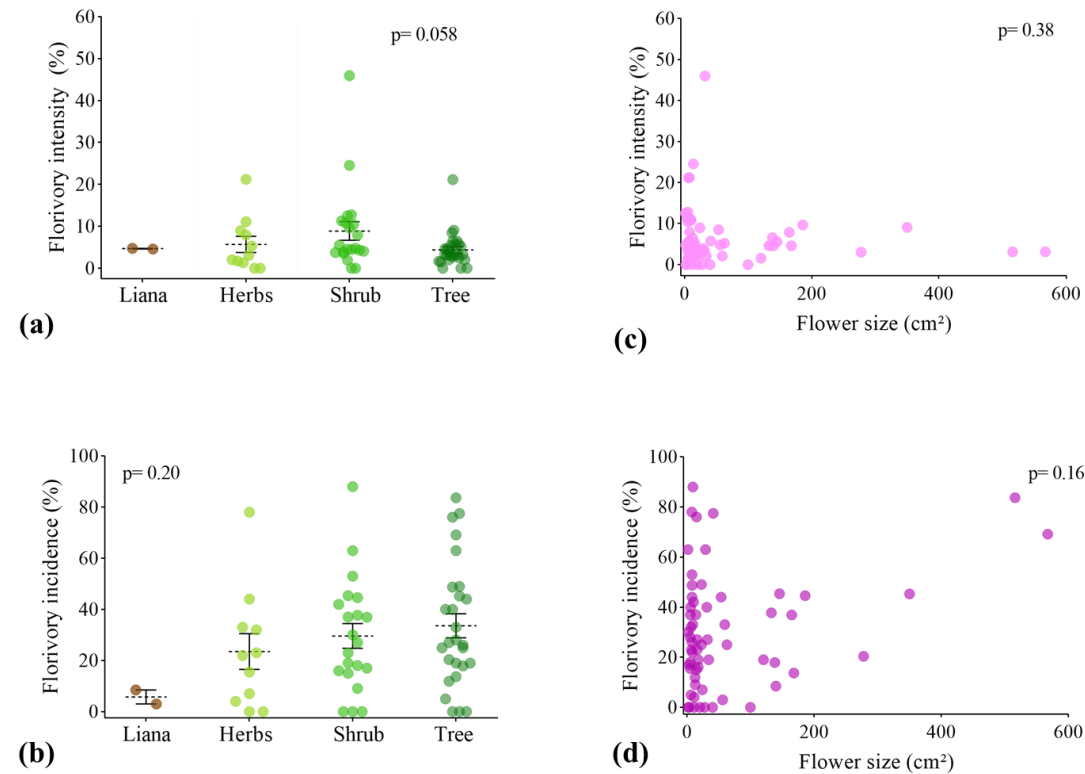 p= 0.058
Florivory intensity (%)
60
50
40
30
20
10
0
Liana Herbs Shrub Tree
(a)
p= 0.38
Florivory intensity (%)
60
50
40
30
20
10
0
0 200 400 600
Flower size (cm²)
(c)
p= 0.20
Florivory incidence (%)
100
80
60
40
20
0
Liana Herbs Shrub Tree
(b)
p= 0.16
Florivory incidence (%)
100
80
60
40
20
0
0 200 400 600
Flower size (cm²)
(d)